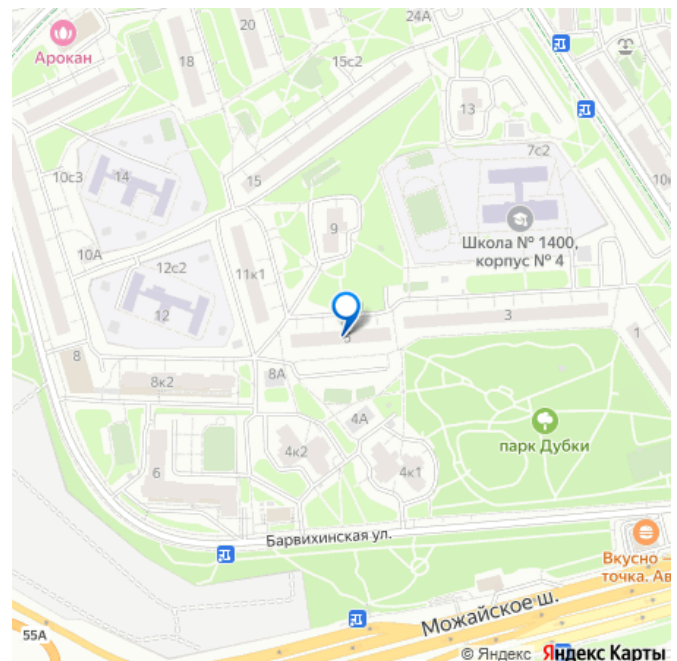 24А
20
Арокан
18
15с2
13
7с2
10с3
14
15
9
Школа № 1400,
корпус № 4
10А
12с2
11к1
12
3
1
8
8к2
8А
4А
парк Дубки
6
4к2
4к1
Барвихинская ул.
Вкусно –
точка. Ав
Можайское ш.
55А
© Яндекс Яндекс Карты